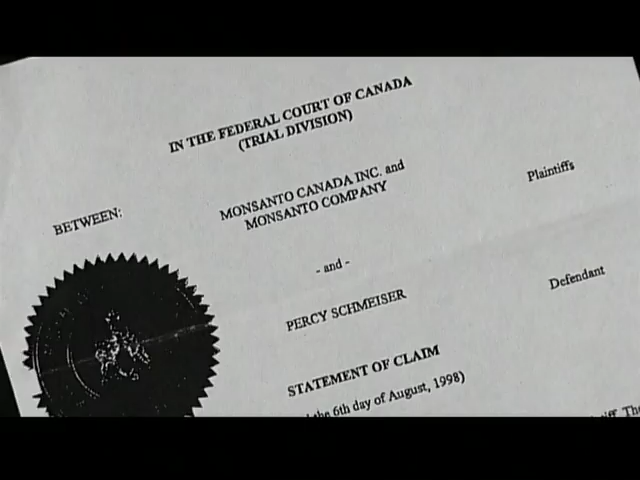 IN THE FEDERAL COURT OF CANADA
(TRIAL DIVISION)
BETWEEN:
MONSANTO CANADA INC. and
MONSANTO COMPANY
Plaintiffs
- and -
PERCY SCHMEISER
Defendant
STATEMENT OF CLAIM
the 6th day of August, 1998)
The